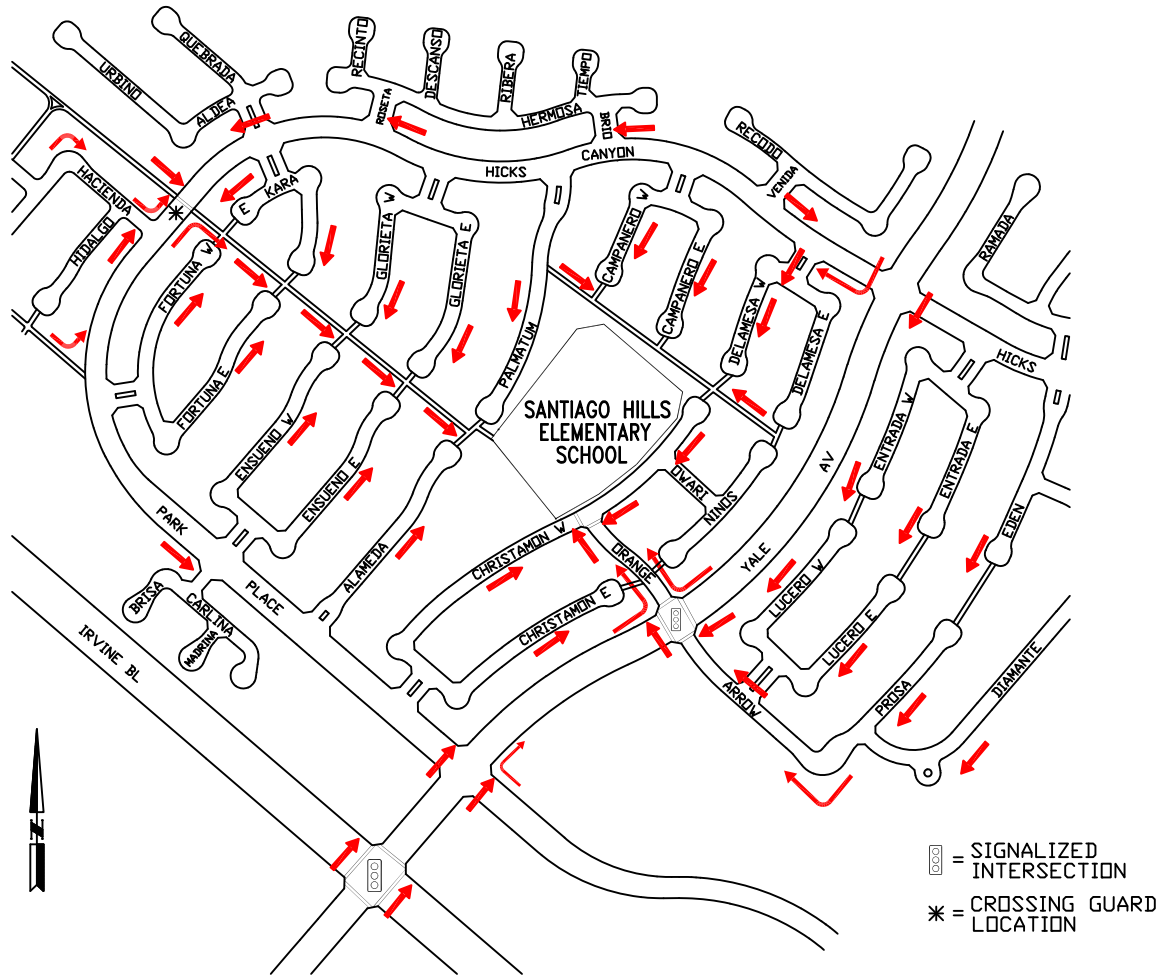 QUEBRADA
URBINO
ALDEA
RECINTO
DESCANSO
RIBERA
TIEMPO
ROSETA
HERMOSA
BRIO
RECODO
VENIDA
HICKS
CANYON
HACIENDA
HIDALGO
KARA
E
FORTUNA W
FORTUNA E
GLORIETA W
GLORIETA E
CAMPANERO W
CAMPANERO E
DELAMESA W
DELAMESA E
RAMADA
HICKS
PALMATUM
SANTIAGO HILLS
ELEMENTARY
SCHOOL
ENSUENO W
ENSUENO E
ALAMEDA
OWARI
NINOS
AV
YALE
ENTRADA W
ENTRADA E
EDEN
PARK
PLACE
CHRISTAMON W
CHRISTAMON E
ORANGE
LUCERO W
LUCERO E
BRISA
CARLINA
MADRINA
IRVINE BL
ARROW
PROSA
DIAMANTE
N
= SIGNALIZED
INTERSECTION
= CROSSING GUARD
LOCATION